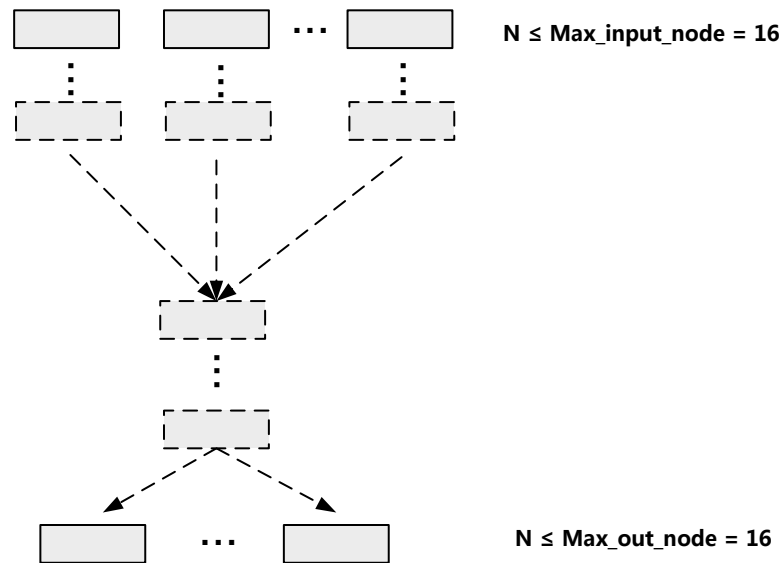 N ≤ Max_input_node = 16
N ≤ Max_out_node = 16